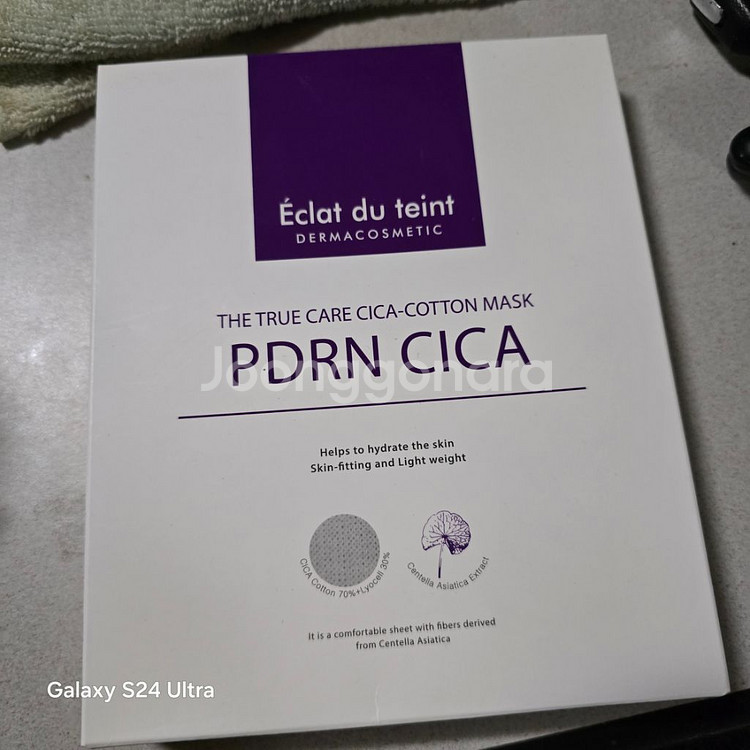 Éclat du teint
DERMACOSMETIC
THE TRUE CARE CICA-COTTON MASK
PDRN CICA
Joonggonara
Helps to hydrate the skin
Skin-fitting and Light weight
CICA Cotton 70%+Lyocell 30%
Centella Asiatica Extract
It is a comfortable sheet with fibers derived
from Centella Asiatica
Galaxy S24 Ultra